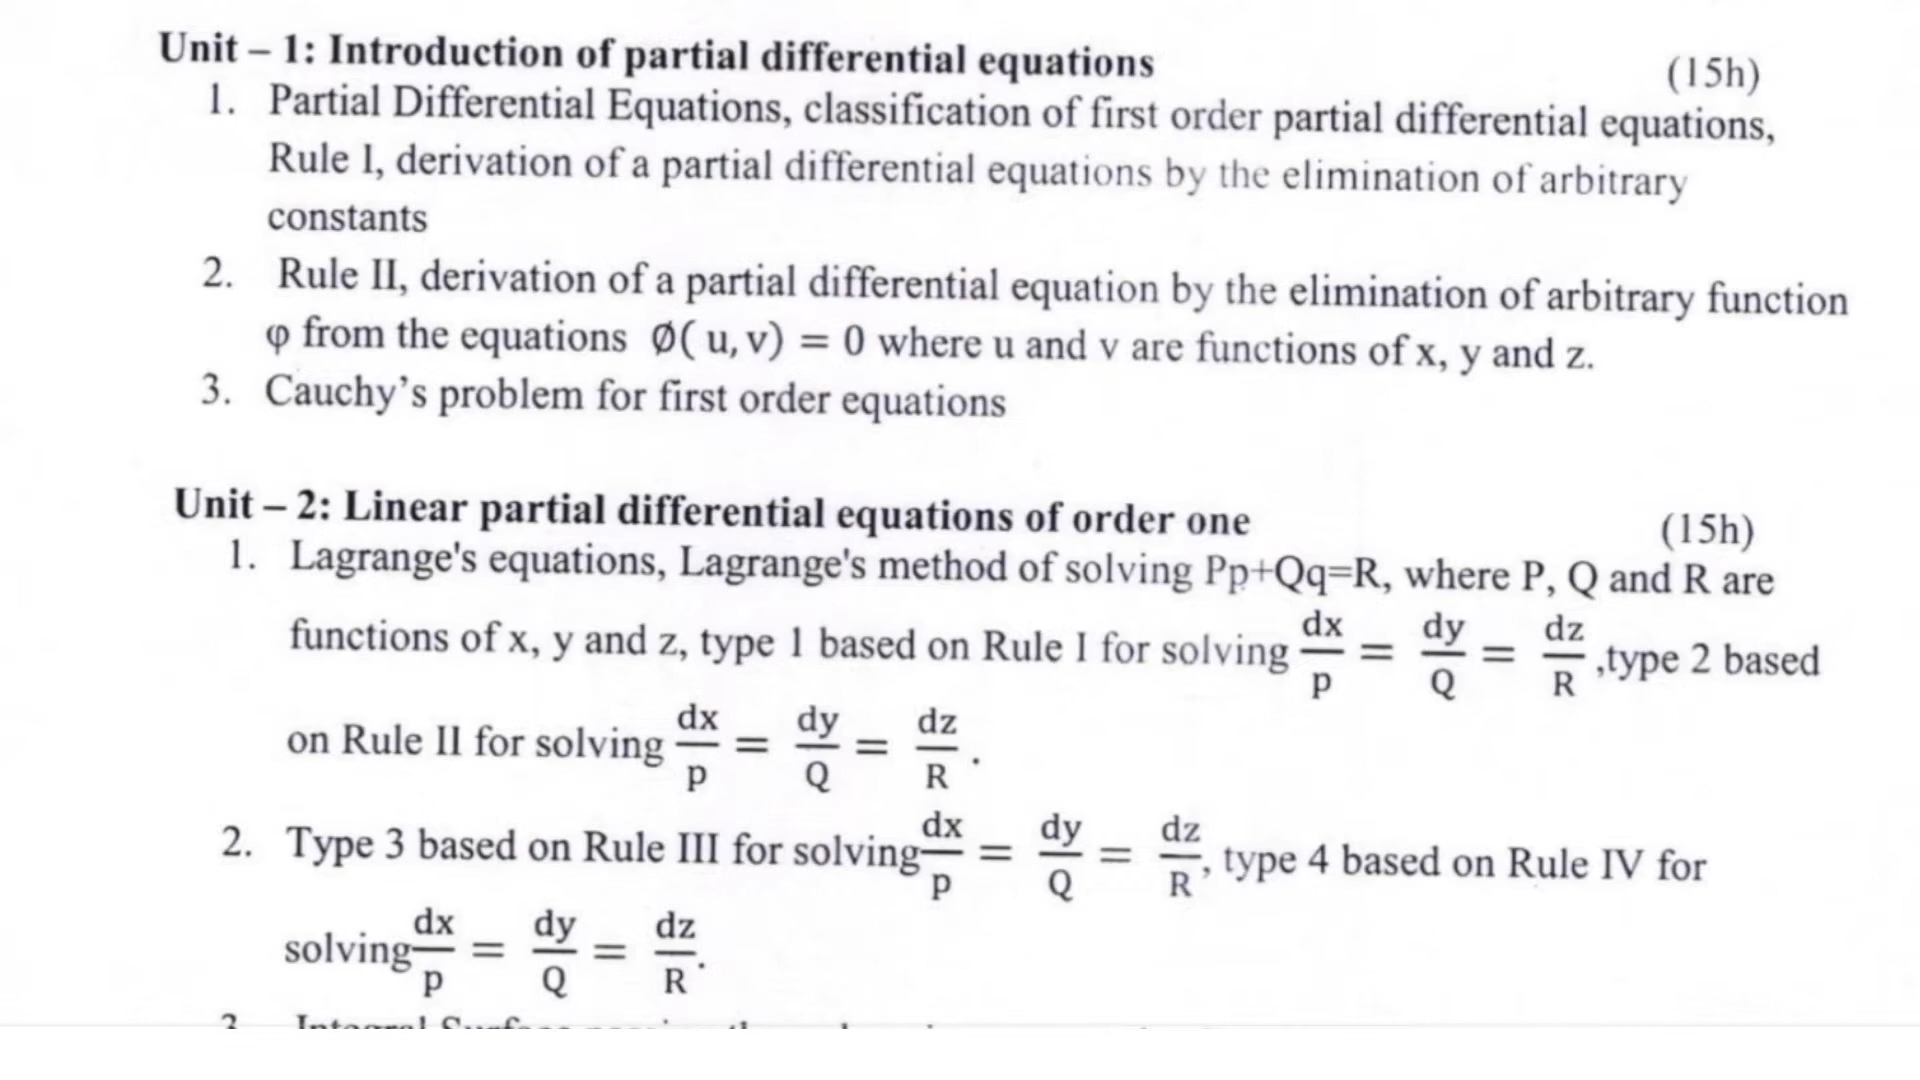 Unit – 1: Introduction of partial differential equations (15h)
1. Partial Differential Equations, classification of first order partial differential equations,
Rule I, derivation of a partial differential equations by the elimination of arbitrary
constants
2. Rule II, derivation of a partial differential equation by the elimination of arbitrary function
φ from the equations Ø( u, v) = 0 where u and v are functions of x, y and z.
3. Cauchy’s problem for first order equations
Unit – 2: Linear partial differential equations of order one (15h)
1. Lagrange's equations, Lagrange's method of solving Pp+Qq=R, where P, Q and R are
functions of x, y and z, type 1 based on Rule I for solving dx/p = dy/Q = dz/R ,type 2 based
on Rule II for solving dx/p = dy/Q = dz/R .
2. Type 3 based on Rule III for solving dx/p = dy/Q = dz/R , type 4 based on Rule IV for
solving dx/p = dy/Q = dz/R .